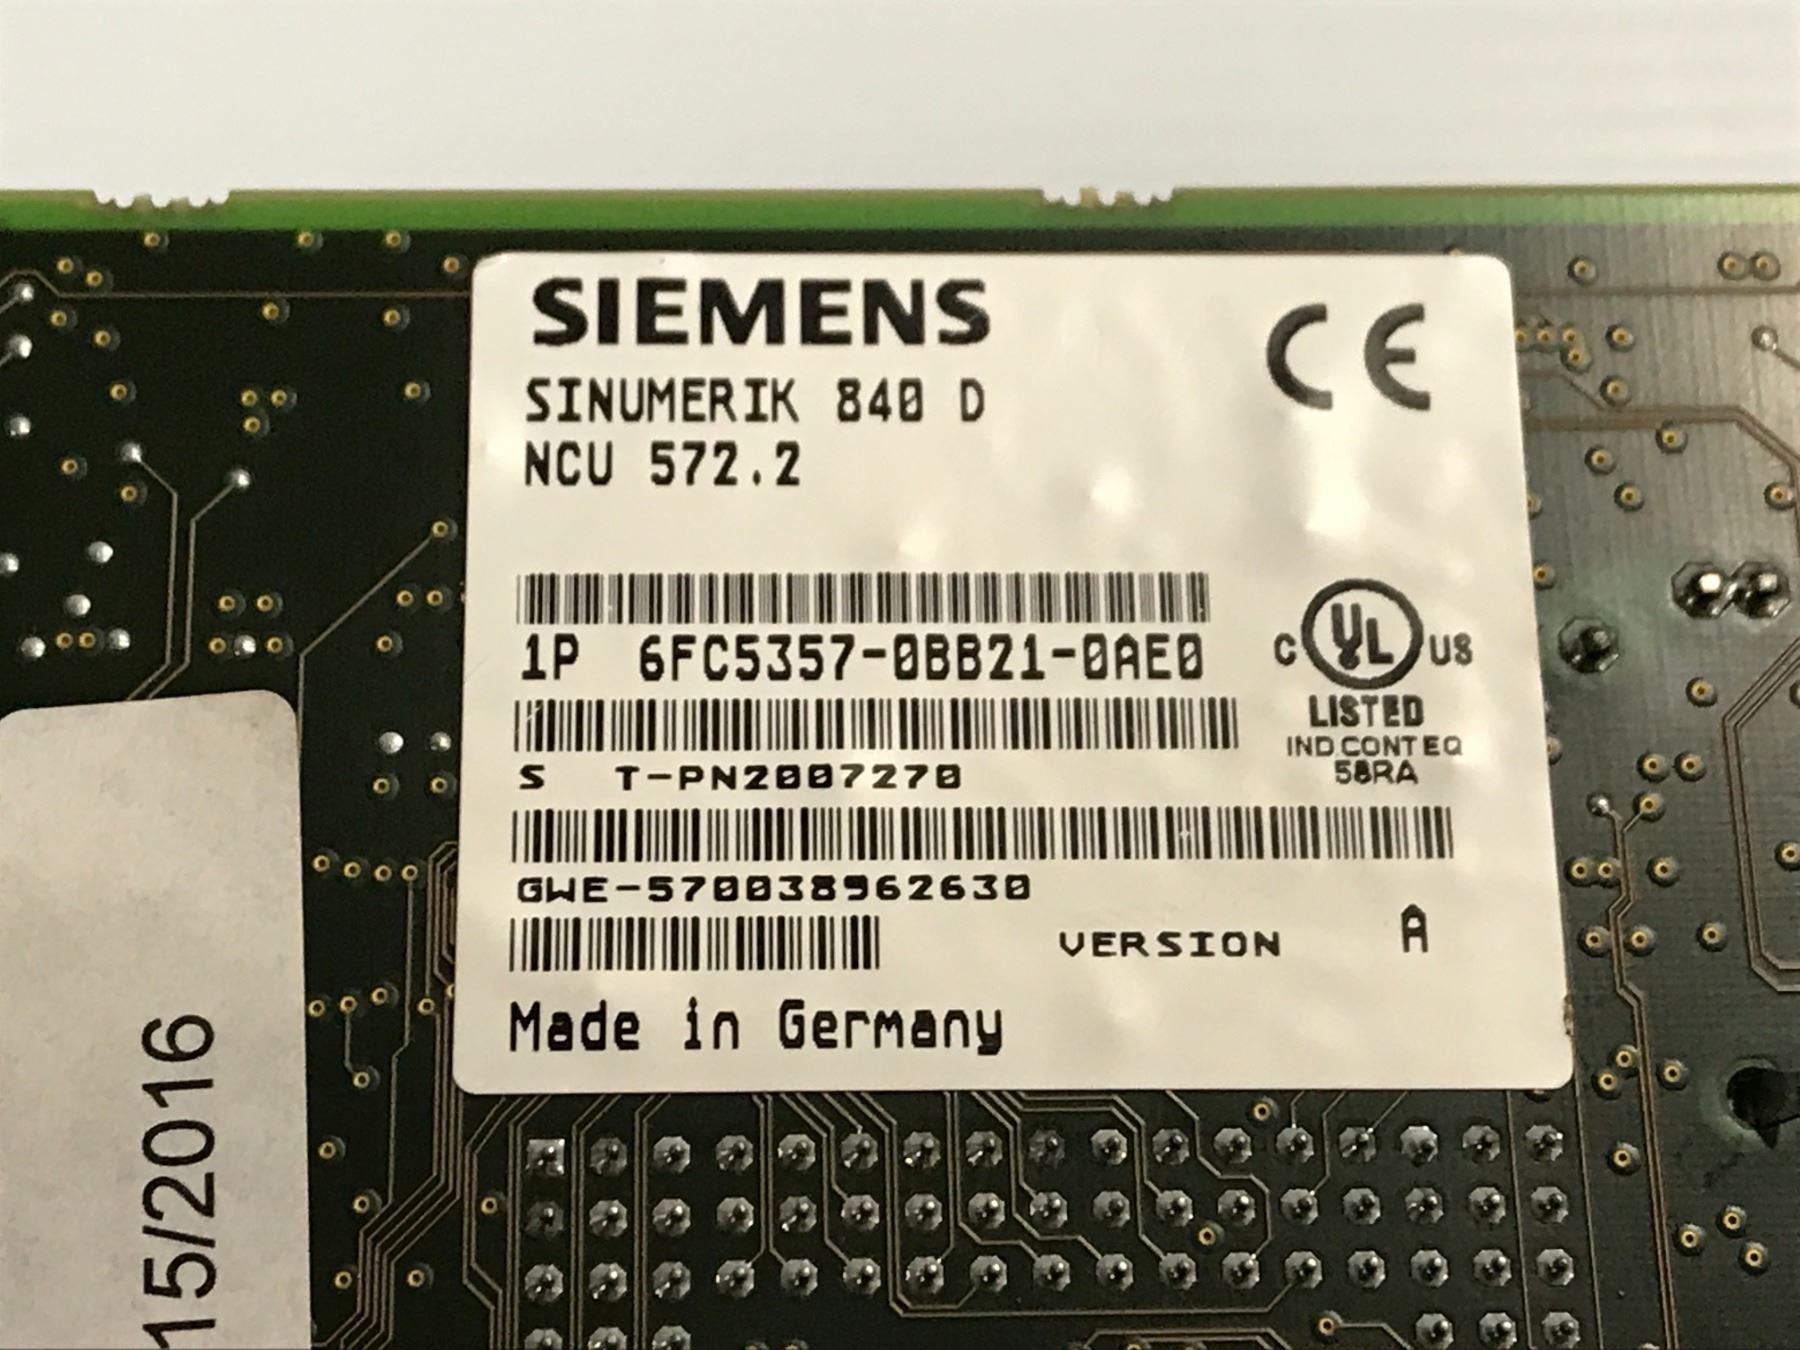 SIEMENS
CE
SINUMERIK 840 D
NCU 572.2
1P 6FC5357-0BB21-0AE0
C UL US
LISTED
IND.CONT EQ
58RA
S T-PN2007270
GWE-570038962630
VERSION A
Made in Germany
15/2016